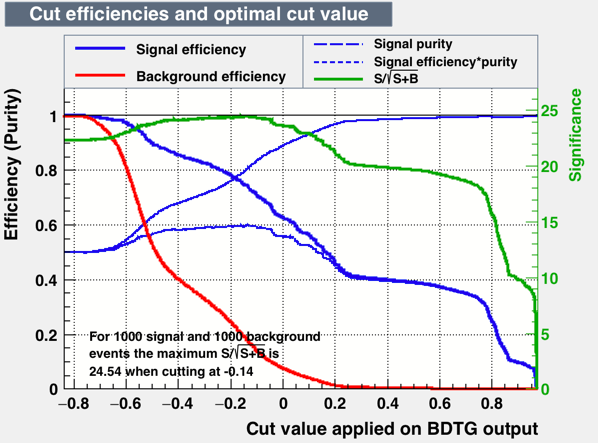 Cut efficiencies and optimal cut value
Signal efficiency
Background efficiency
Signal purity
Signal efficiency*purity
S/√S+B
Efficiency (Purity)
1
0.8
0.6
0.4
0.2
0
25
20
15
10
5
0
Significance
For 1000 signal and 1000 background
events the maximum S/√S+B is
24.54 when cutting at -0.14
−0.8 −0.6 −0.4 −0.2 0 0.2 0.4 0.6 0.8
Cut value applied on BDTG output